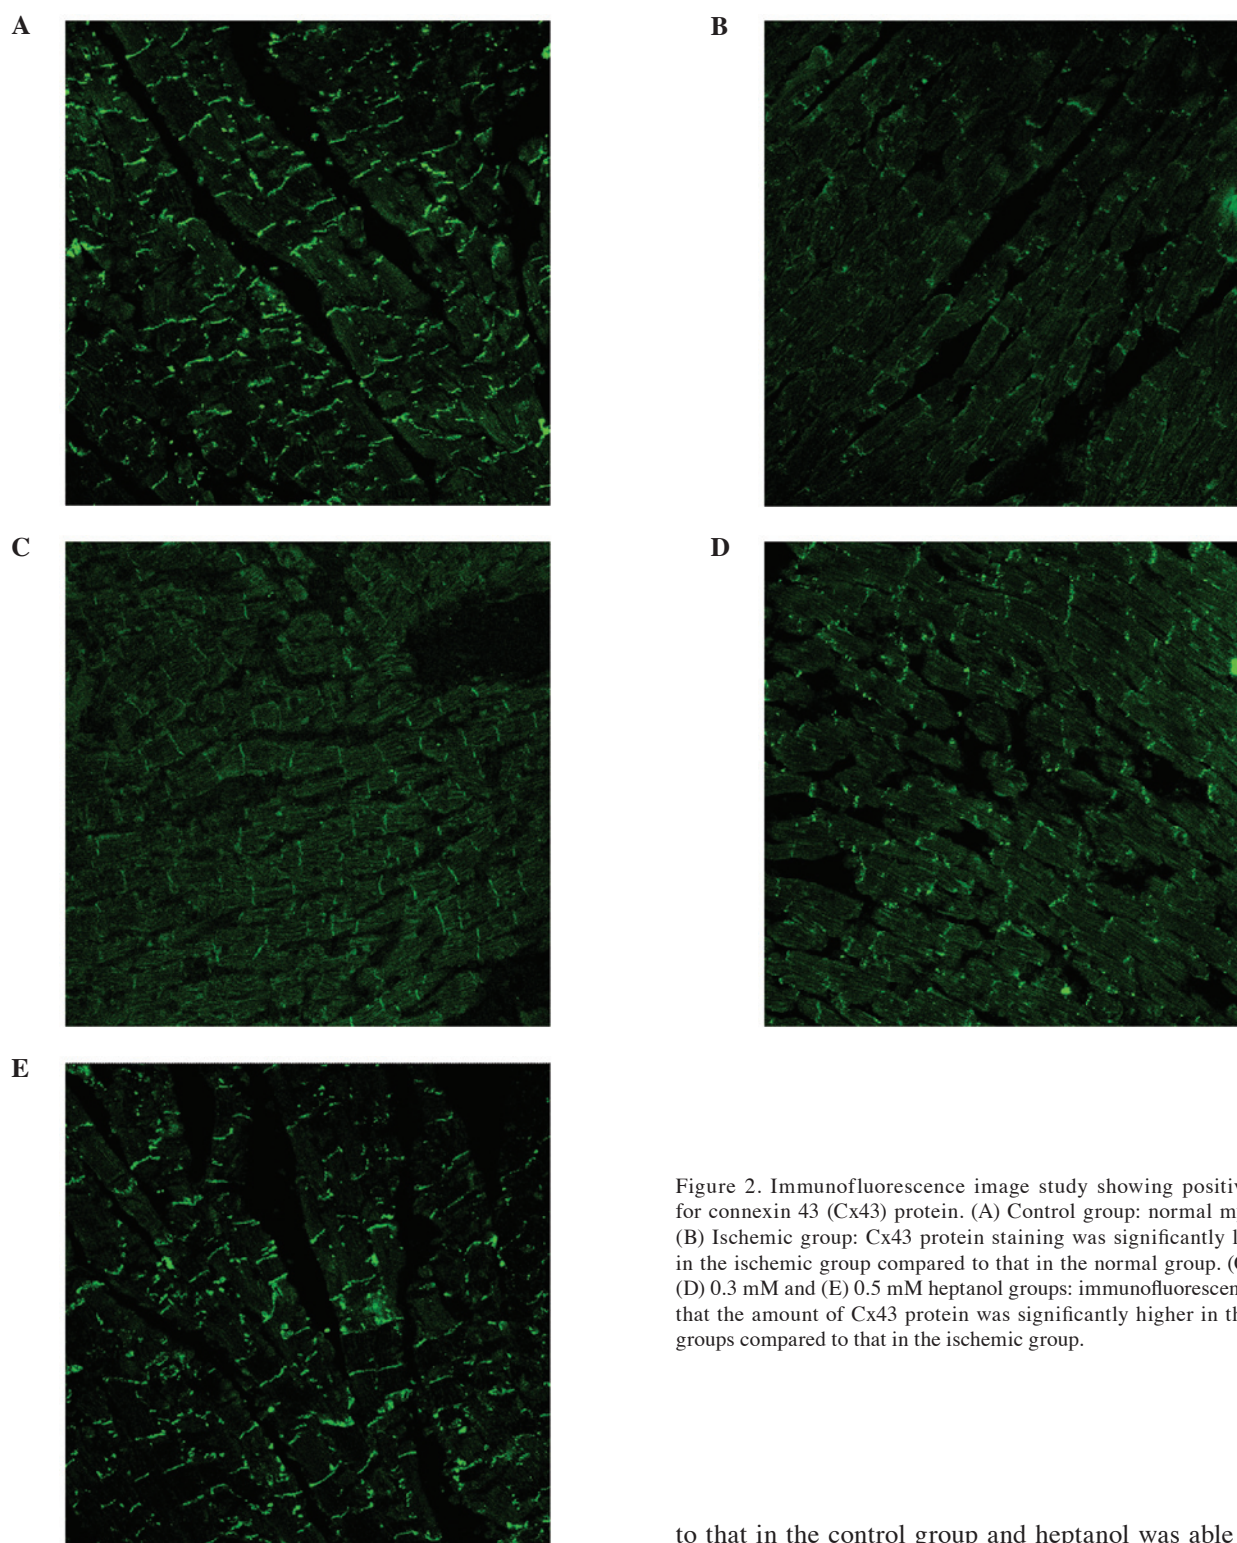 A
B
C
D
E
Figure 2. Immunofluorescence image study showing
for connexin 43 (Cx43) protein. (A) Control group: normal
(B) Ischemic group: Cx43 protein staining was significantly
in the ischemic group compared to that in the normal group.
(D) 0.3 mM and (E) 0.5 mM heptanol groups:
that the amount of Cx43 protein was significantly higher in
groups compared to that in the ischemic group.
to that in the control group and heptanol was able